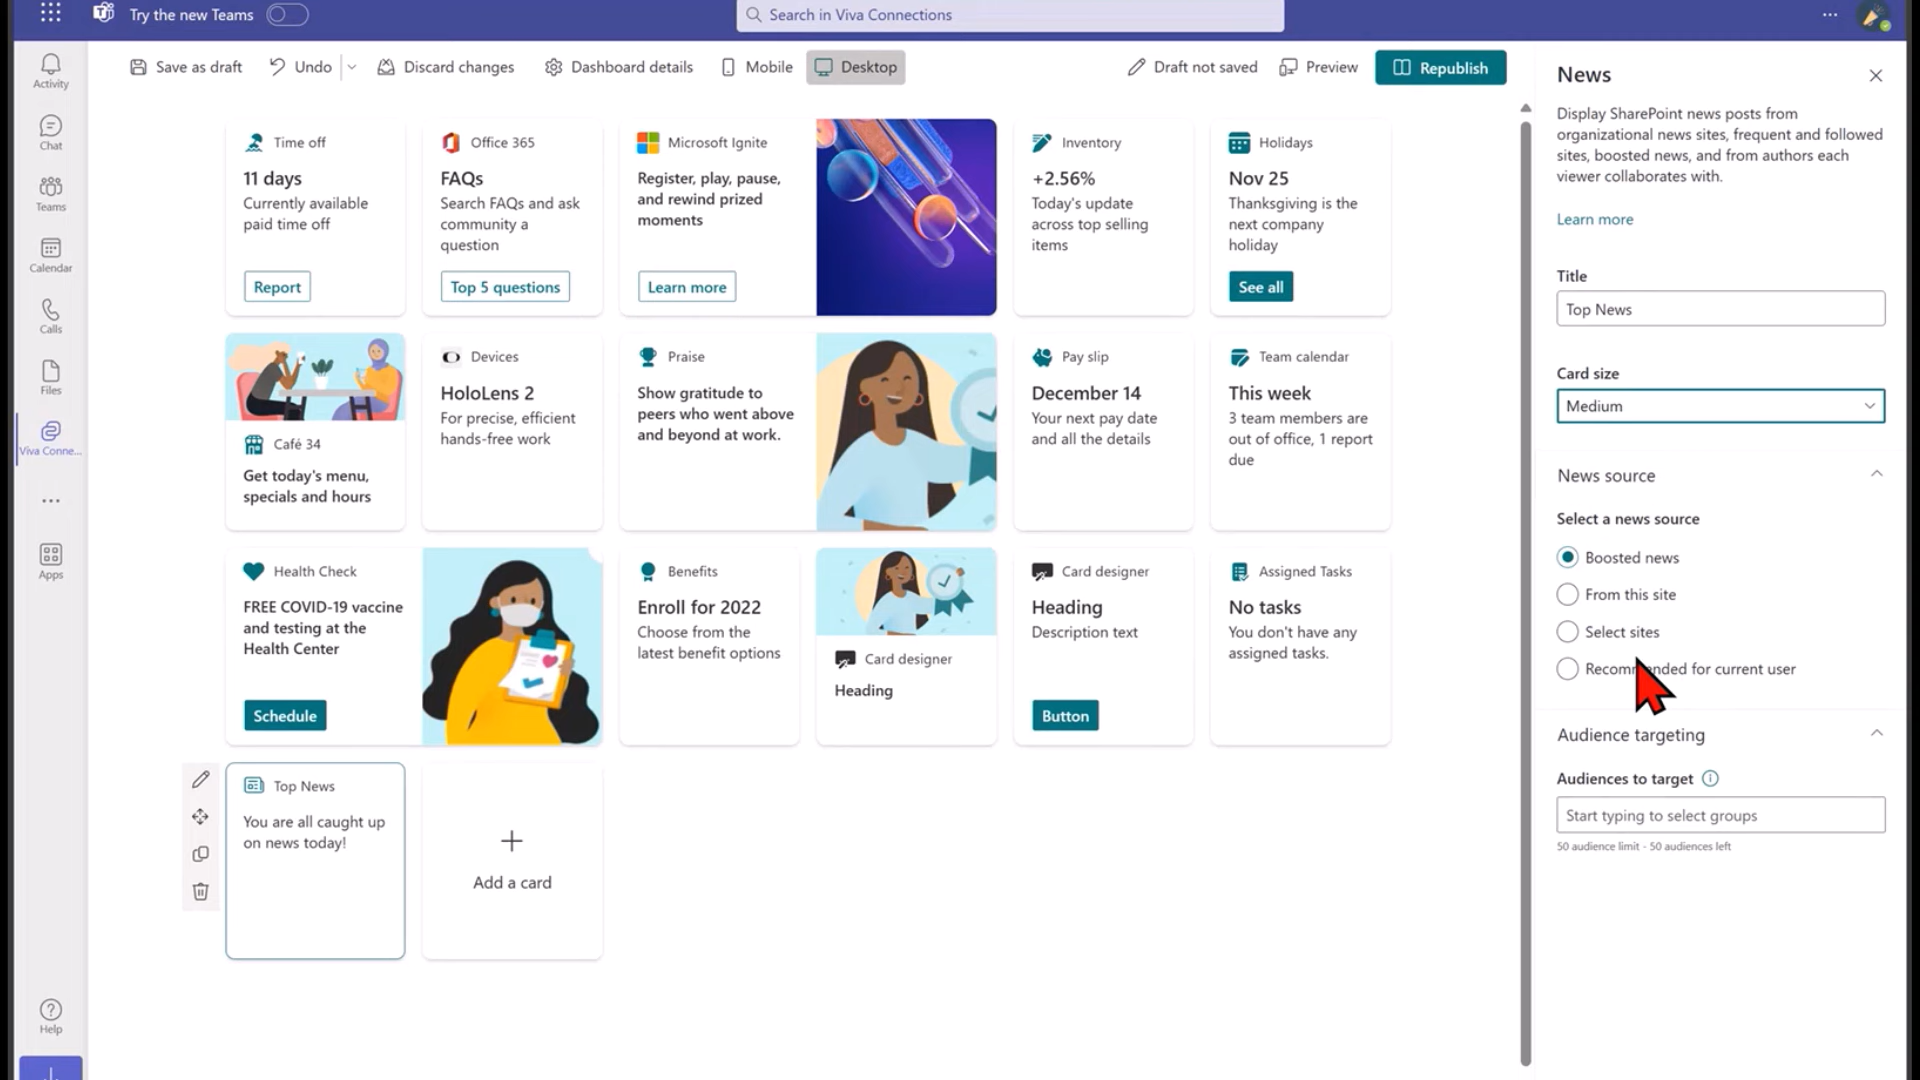 Try the new Teams
Search in Viva Connections
Activity
Chat
Teams
Calendar
Calls
Files
Viva Conne...
Apps
Help
Save as draft
Undo
Discard changes
Dashboard details
Mobile
Desktop
Draft not saved
Preview
Republish
Time off
11 days
Currently available
paid time off
Report
Office 365
FAQs
Search FAQs and ask
community a
question
Top 5 questions
Microsoft Ignite
Register, play, pause,
and rewind prized
moments
Learn more
Inventory
+2.56%
Today's update
across top selling
items
Holidays
Nov 25
Thanksgiving is the
next company
holiday
See all
Café 34
Get today's menu,
specials and hours
Devices
HoloLens 2
For precise, efficient
hands-free work
Praise
Show gratitude to
peers who went above
and beyond at work.
Pay slip
December 14
Your next pay date
and all the details
Team calendar
This week
3 team members are
out of office, 1 report
due
Health Check
FREE COVID-19 vaccine
and testing at the
Health Center
Schedule
Benefits
Enroll for 2022
Choose from the
latest benefit options
Card designer
Heading
Card designer
Heading
Description text
Button
Assigned Tasks
No tasks
You don't have any
assigned tasks.
Top News
You are all caught up
on news today!
Add a card
News
Display SharePoint news posts from
organizational news sites, frequent and followed
sites, boosted news, and from authors each
viewer collaborates with.
Learn more
Title
Top News
Card size
Medium
News source
Select a news source
Boosted news
From this site
Select sites
Recommended for current user
Audience targeting
Audiences to target
Start typing to select groups
50 audience limit - 50 audiences left